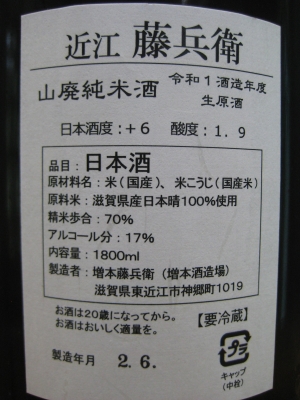 近江 藤兵衛
山廃純米酒 令和１酒造年度
生原酒
日本酒度：＋６ 酸度：１．９
品目：日本酒
原材料名：米（国産）、米こうじ（国産米）
原料米：滋賀県産日本晴100％使用
精米歩合：70％
アルコール分：17％
内容量：1800ml
製造者：増本藤兵衛（増本酒造場）
滋賀県東近江市神郷町1019
お酒は20歳になってから。
お酒はおいしく適量を。
【要冷蔵】
製造年月 ２．６．
プラ
キャップ
（中栓）